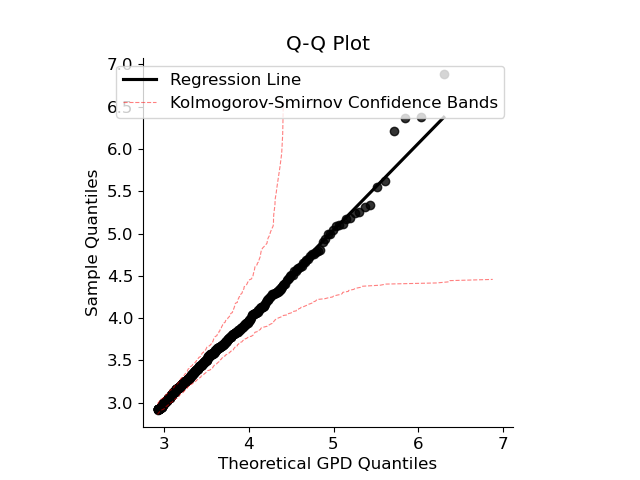 Q-Q Plot
7.0
6.5
6.0
5.5
5.0
4.5
4.0
3.5
3.0
Sample Quantiles
Regression Line
Kolmogorov-Smirnov Confidence Bands
3 4 5 6 7
Theoretical GPD Quantiles